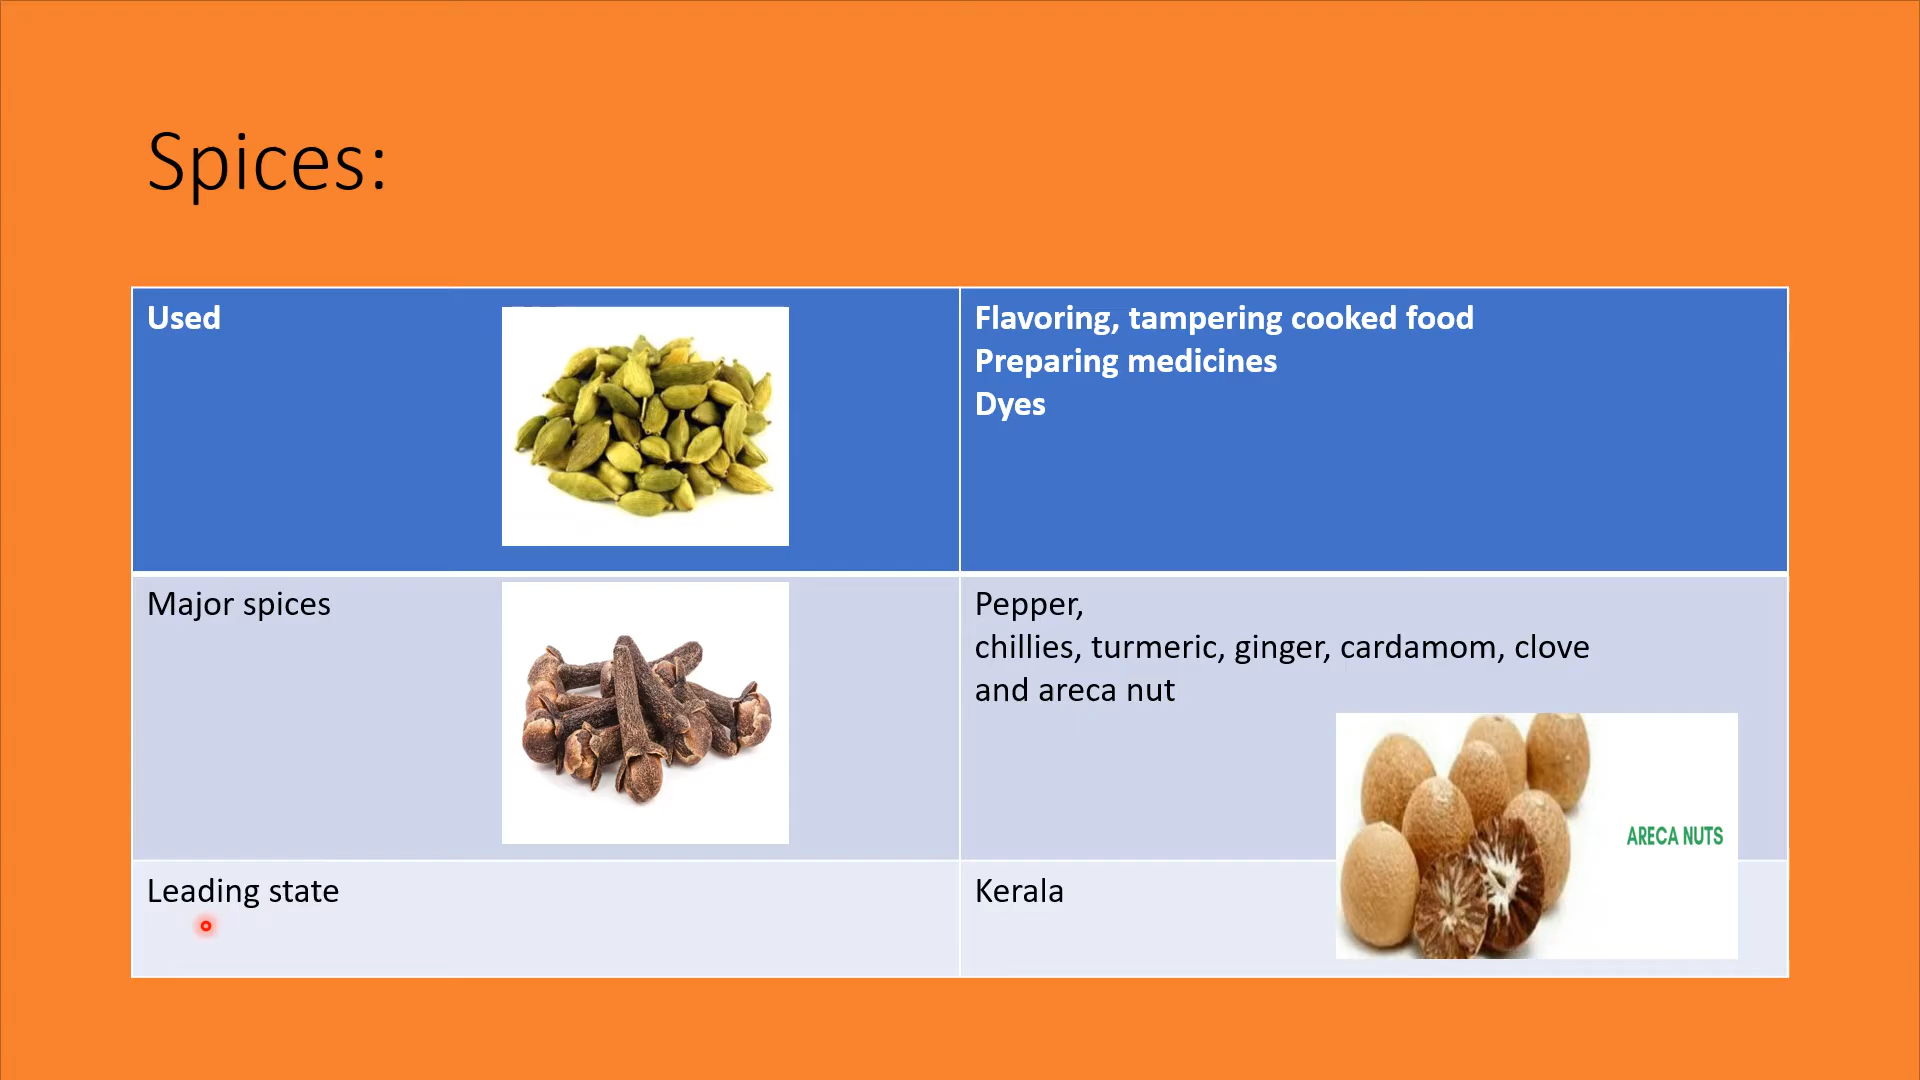 Spices:
Used
Flavoring, tampering cooked food
Preparing medicines
Dyes
Major spices
Pepper,
chillies, turmeric, ginger, cardamom, clove
and areca nut
ARECA NUTS
Leading state
Kerala